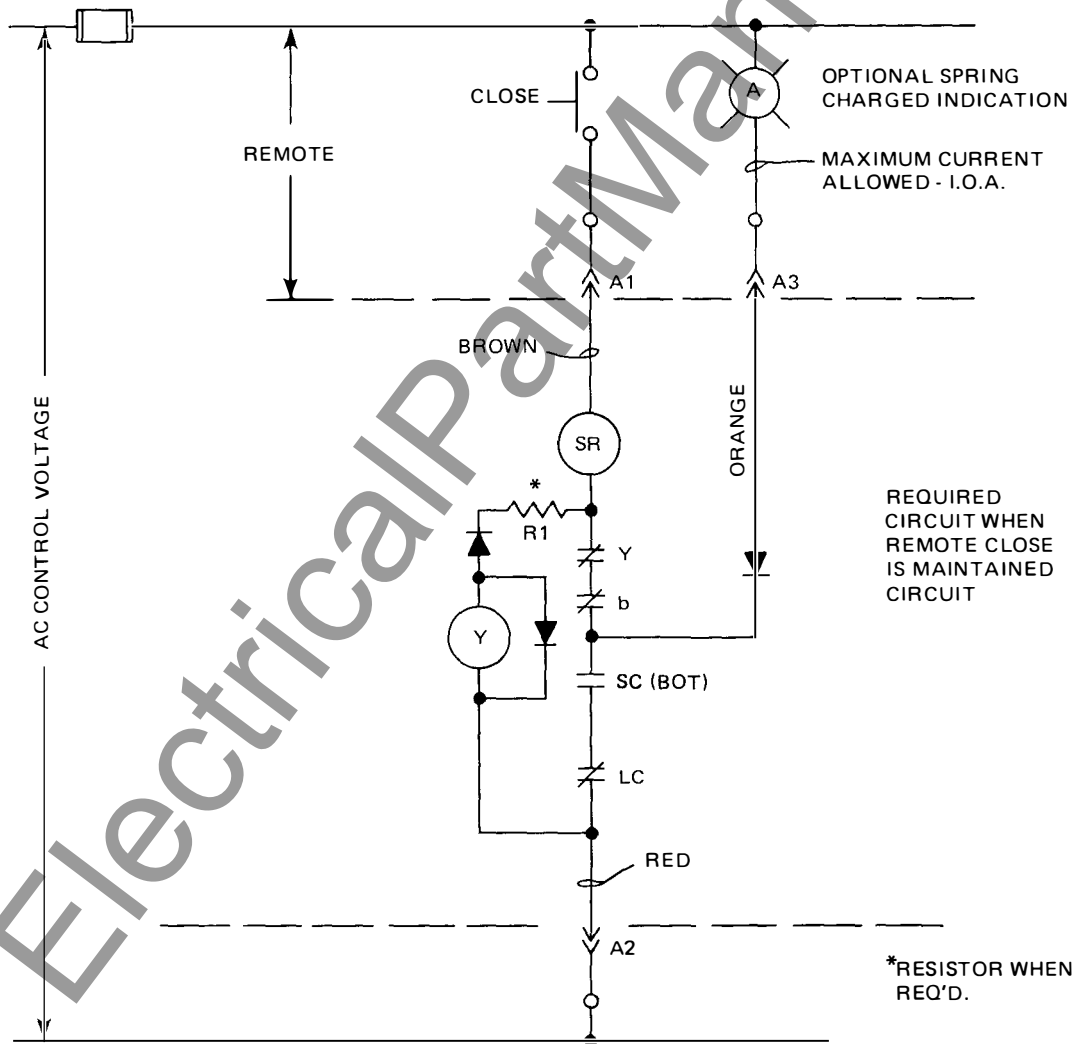 CLOSE
A
OPTIONAL SPRING
CHARGED INDICATION
REMOTE
MAXIMUM CURRENT
ALLOWED - I.O.A.
A1
A3
BROWN
ORANGE
AC CONTROL VOLTAGE
SR
*
R1
Y
b
Y
SC (BOT)
LC
REQUIRED
CIRCUIT WHEN
REMOTE CLOSE
IS MAINTAINED
CIRCUIT
RED
A2
*RESISTOR WHEN
REQ'D.
ElectricalPartMan